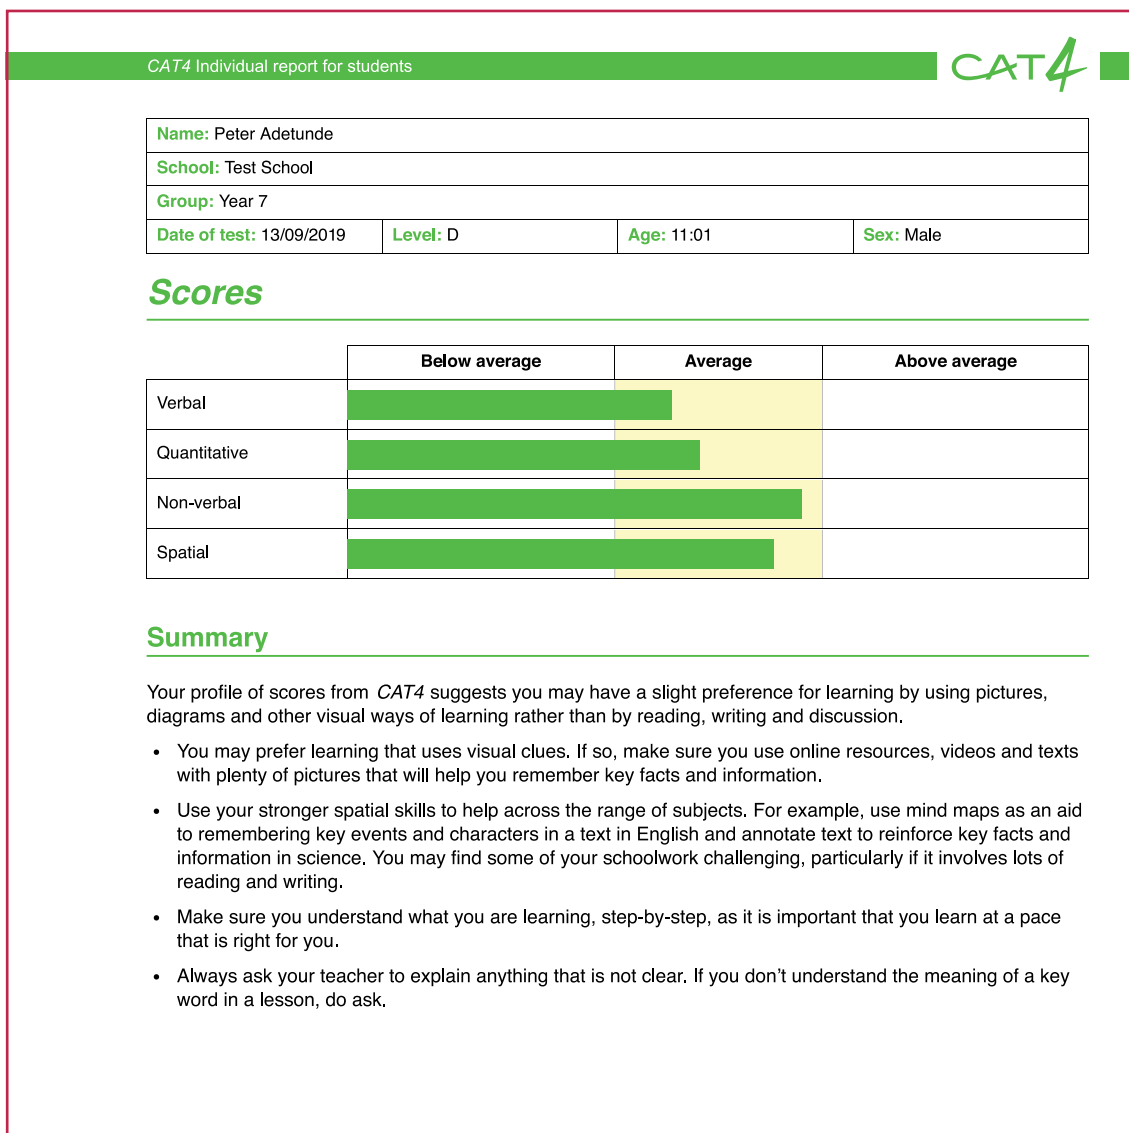 CAT4 Individual report for students
CAT4
Name: Peter Adetunde
School: Test School
Group: Year 7
Date of test: 13/09/2019 Level: D Age: 11:01 Sex: Male
Scores
Below average Average Above average
Verbal
Quantitative
Non-verbal
Spatial
Summary
Your profile of scores from CAT4 suggests you may have a slight preference for learning by using pictures,
diagrams and other visual ways of learning rather than by reading, writing and discussion.
• You may prefer learning that uses visual clues. If so, make sure you use online resources, videos and texts
with plenty of pictures that will help you remember key facts and information.
• Use your stronger spatial skills to help across the range of subjects. For example, use mind maps as an aid
to remembering key events and characters in a text in English and annotate text to reinforce key facts and
information in science. You may find some of your schoolwork challenging, particularly if it involves lots of
reading and writing.
• Make sure you understand what you are learning, step-by-step, as it is important that you learn at a pace
that is right for you.
• Always ask your teacher to explain anything that is not clear. If you don’t understand the meaning of a key
word in a lesson, do ask.